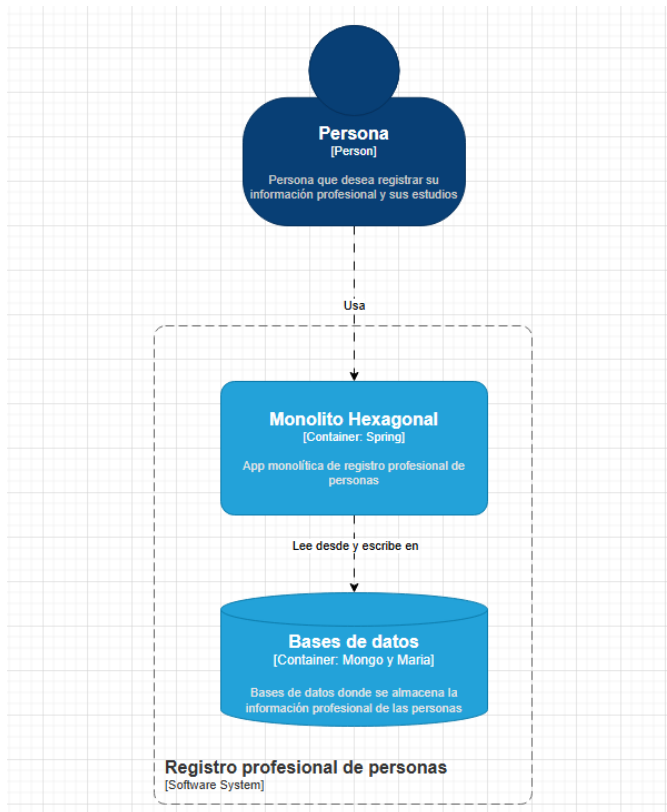 Persona
[Person]
Persona que desea registrar su
información profesional y sus estudios
Usa
Monolito Hexagonal
[Container: Spring]
App monolítica de registro profesional de
personas
Lee desde y escribe en
Bases de datos
[Container: Mongo y Maria]
Bases de datos donde se almacena la
información profesional de las personas
Registro profesional de personas
[Software System]